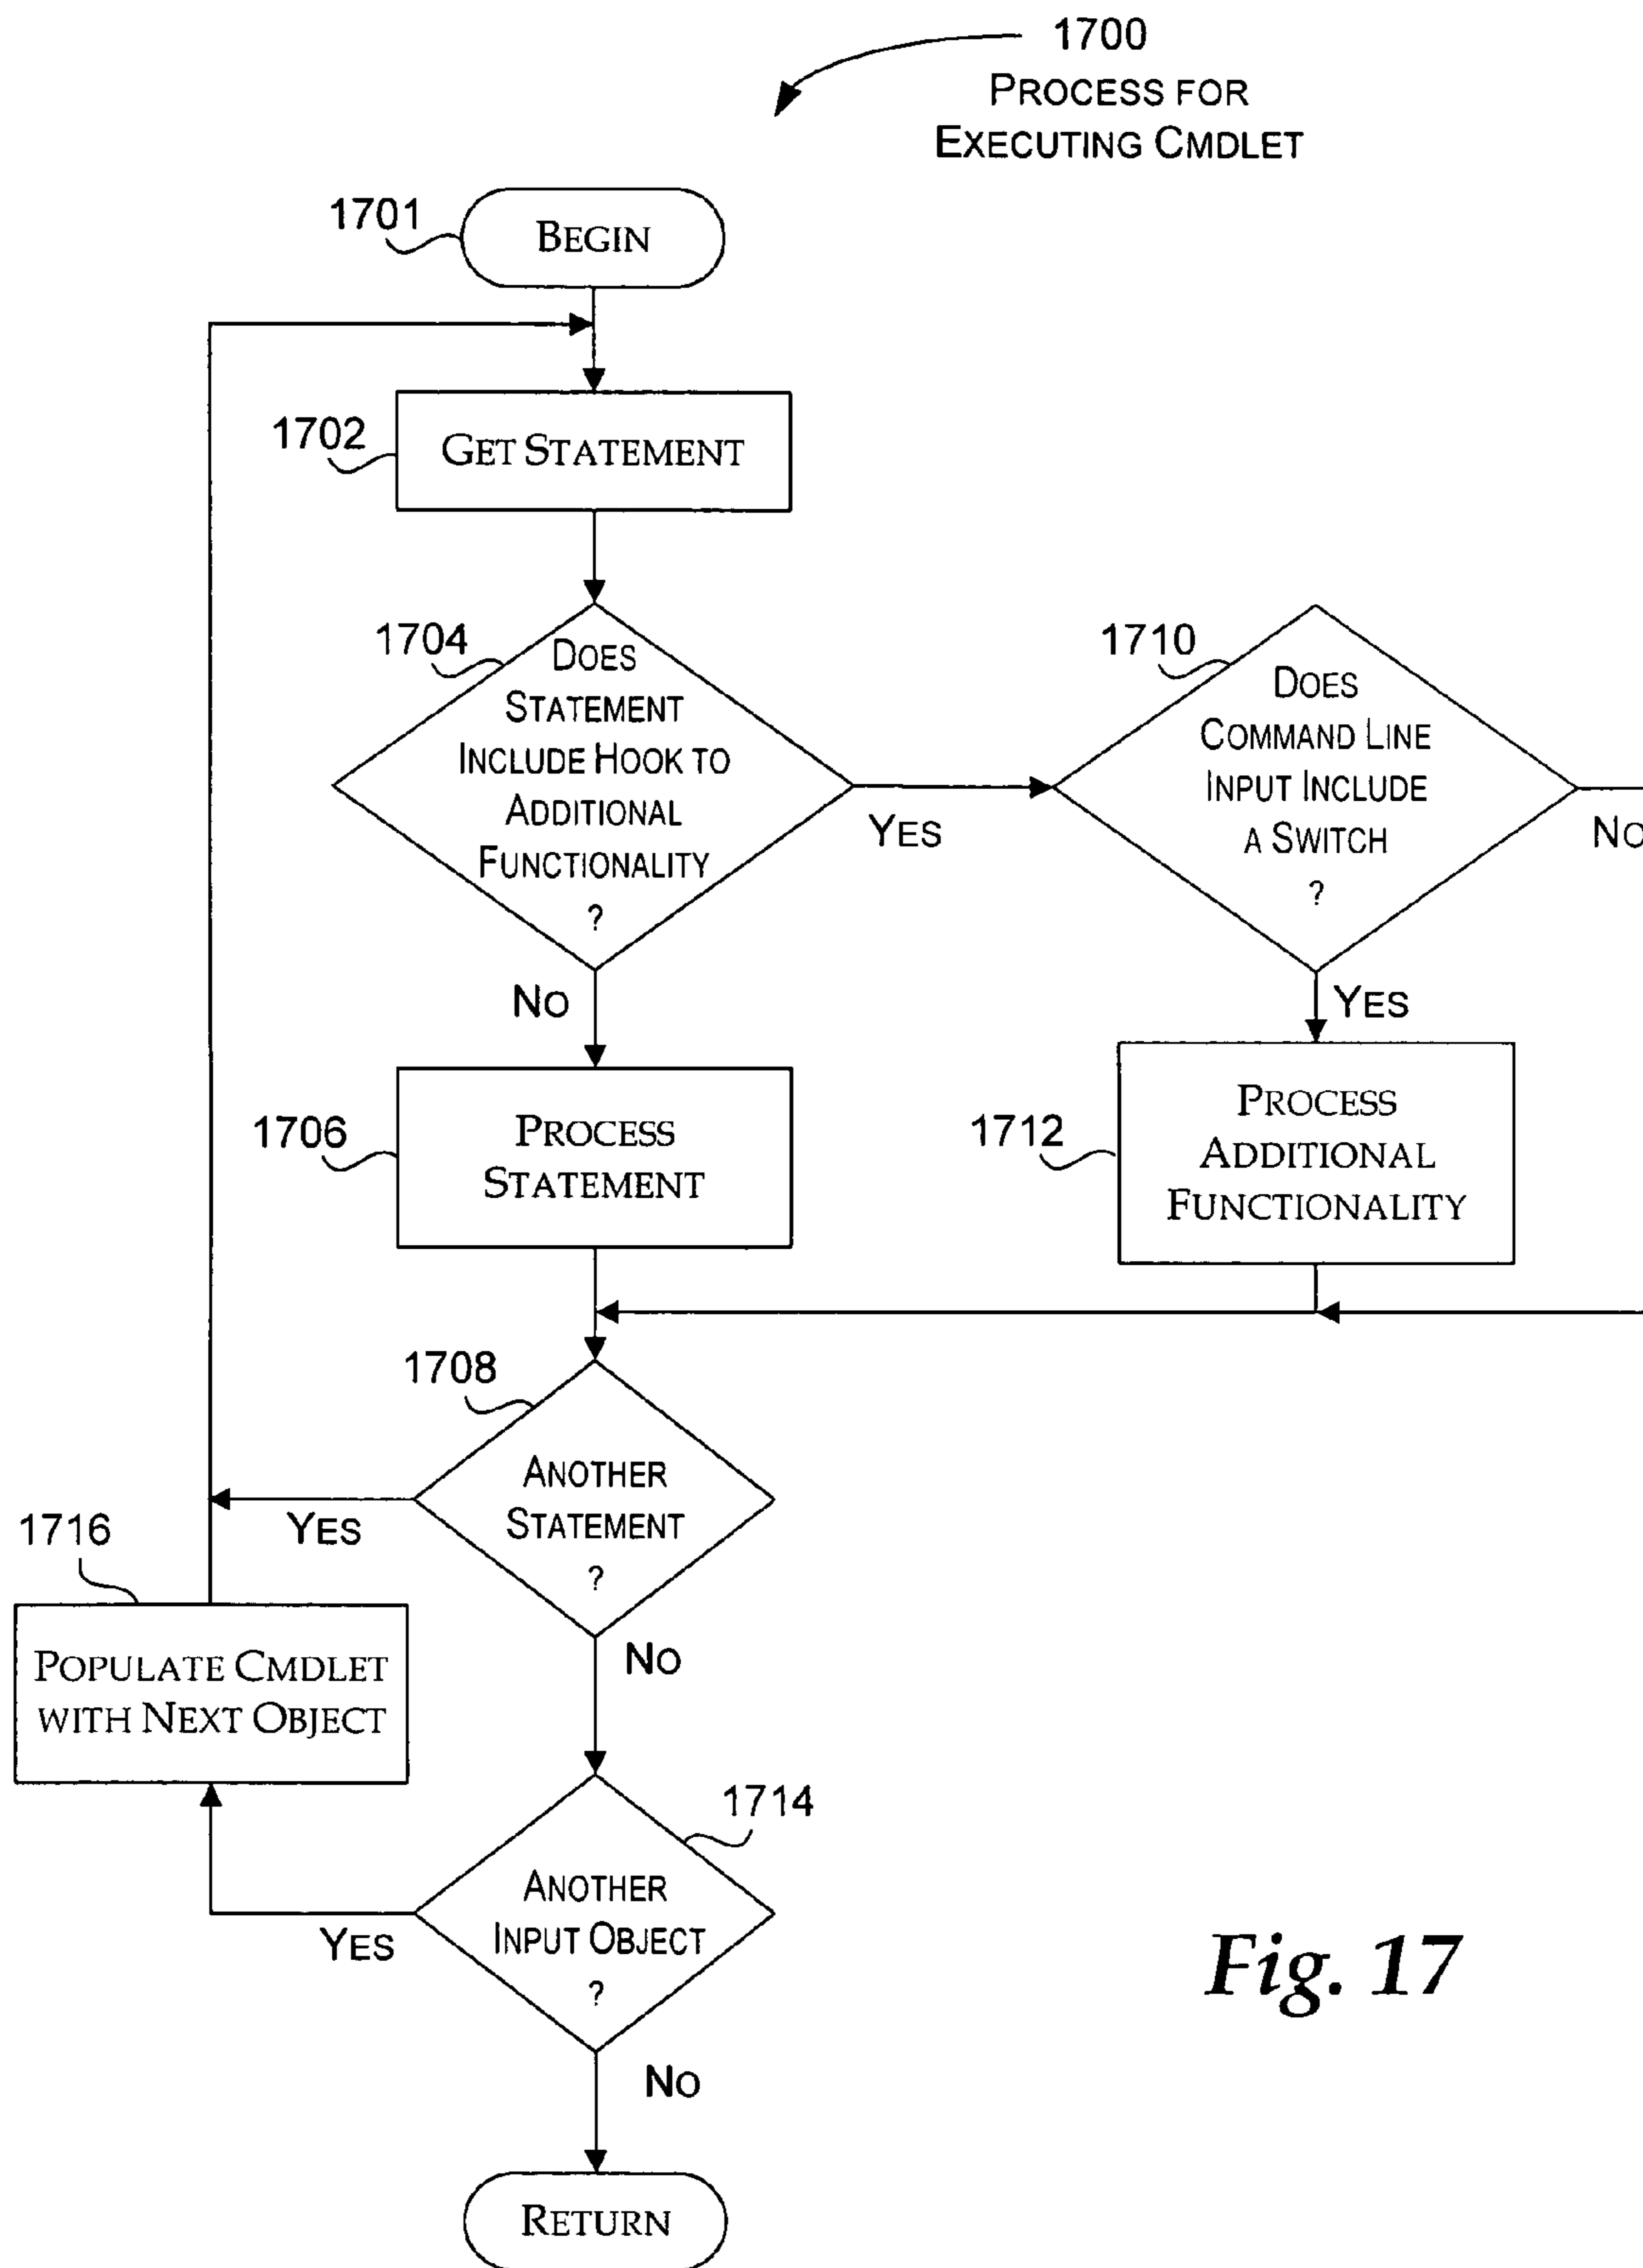 1700
PROCESS FOR
EXECUTING CMDLET
1701
BEGIN
1702
GET STATEMENT
1704
DOES
STATEMENT
INCLUDE HOOK TO
ADDITIONAL
FUNCTIONALITY
?
YES
NO
1710
DOES
COMMAND LINE
INPUT INCLUDE
A SWITCH
?
NO
YES
1706
PROCESS
STATEMENT
1712
PROCESS
ADDITIONAL
FUNCTIONALITY
1708
ANOTHER
STATEMENT
?
YES
NO
1716
POPULATE CMDLET
WITH NEXT OBJECT
1714
ANOTHER
INPUT OBJECT
?
YES
NO
RETURN
Fig. 17